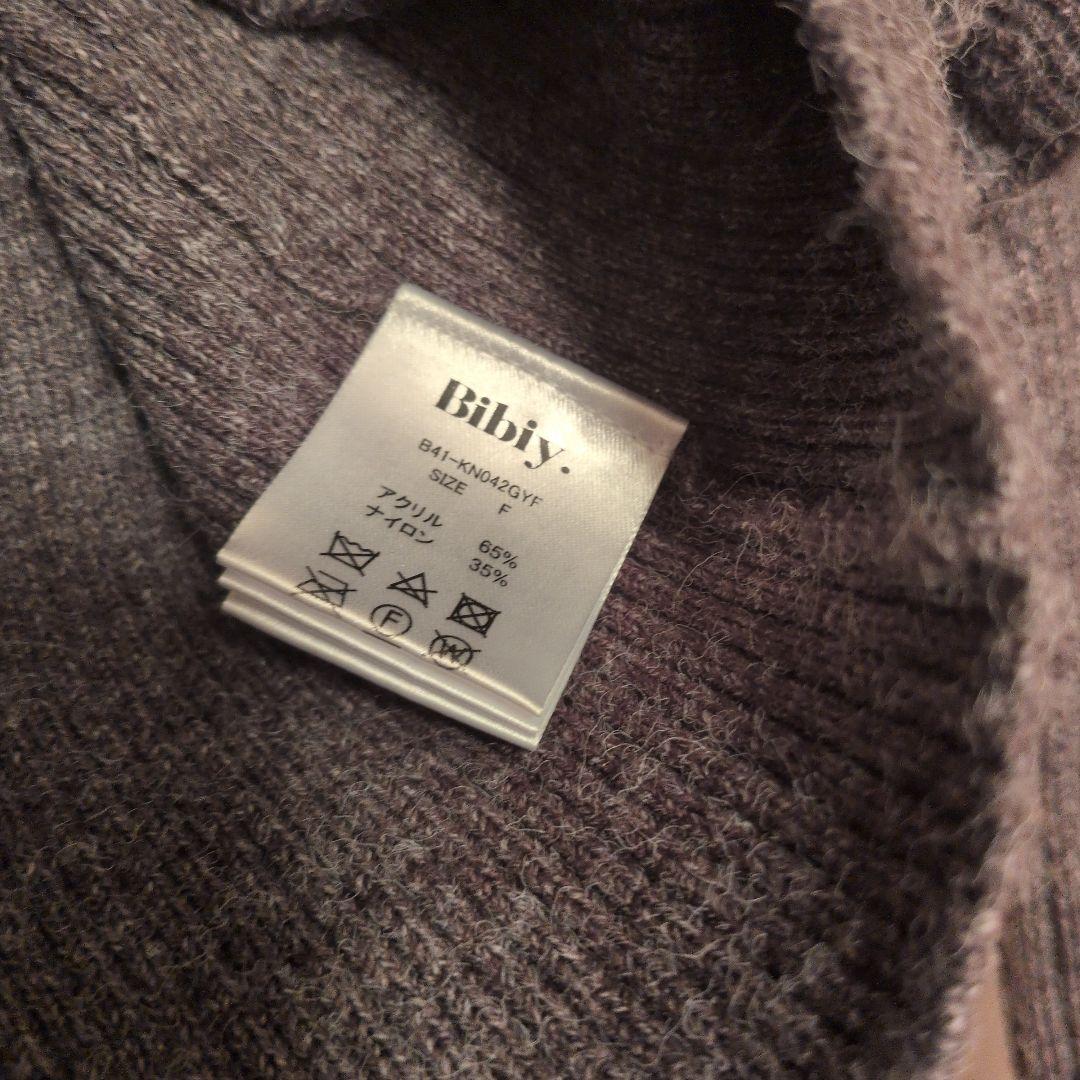 Bibiy.
B41-KN042GYF
SIZE F
アクリル 65%
ナイロン 35%
F
W